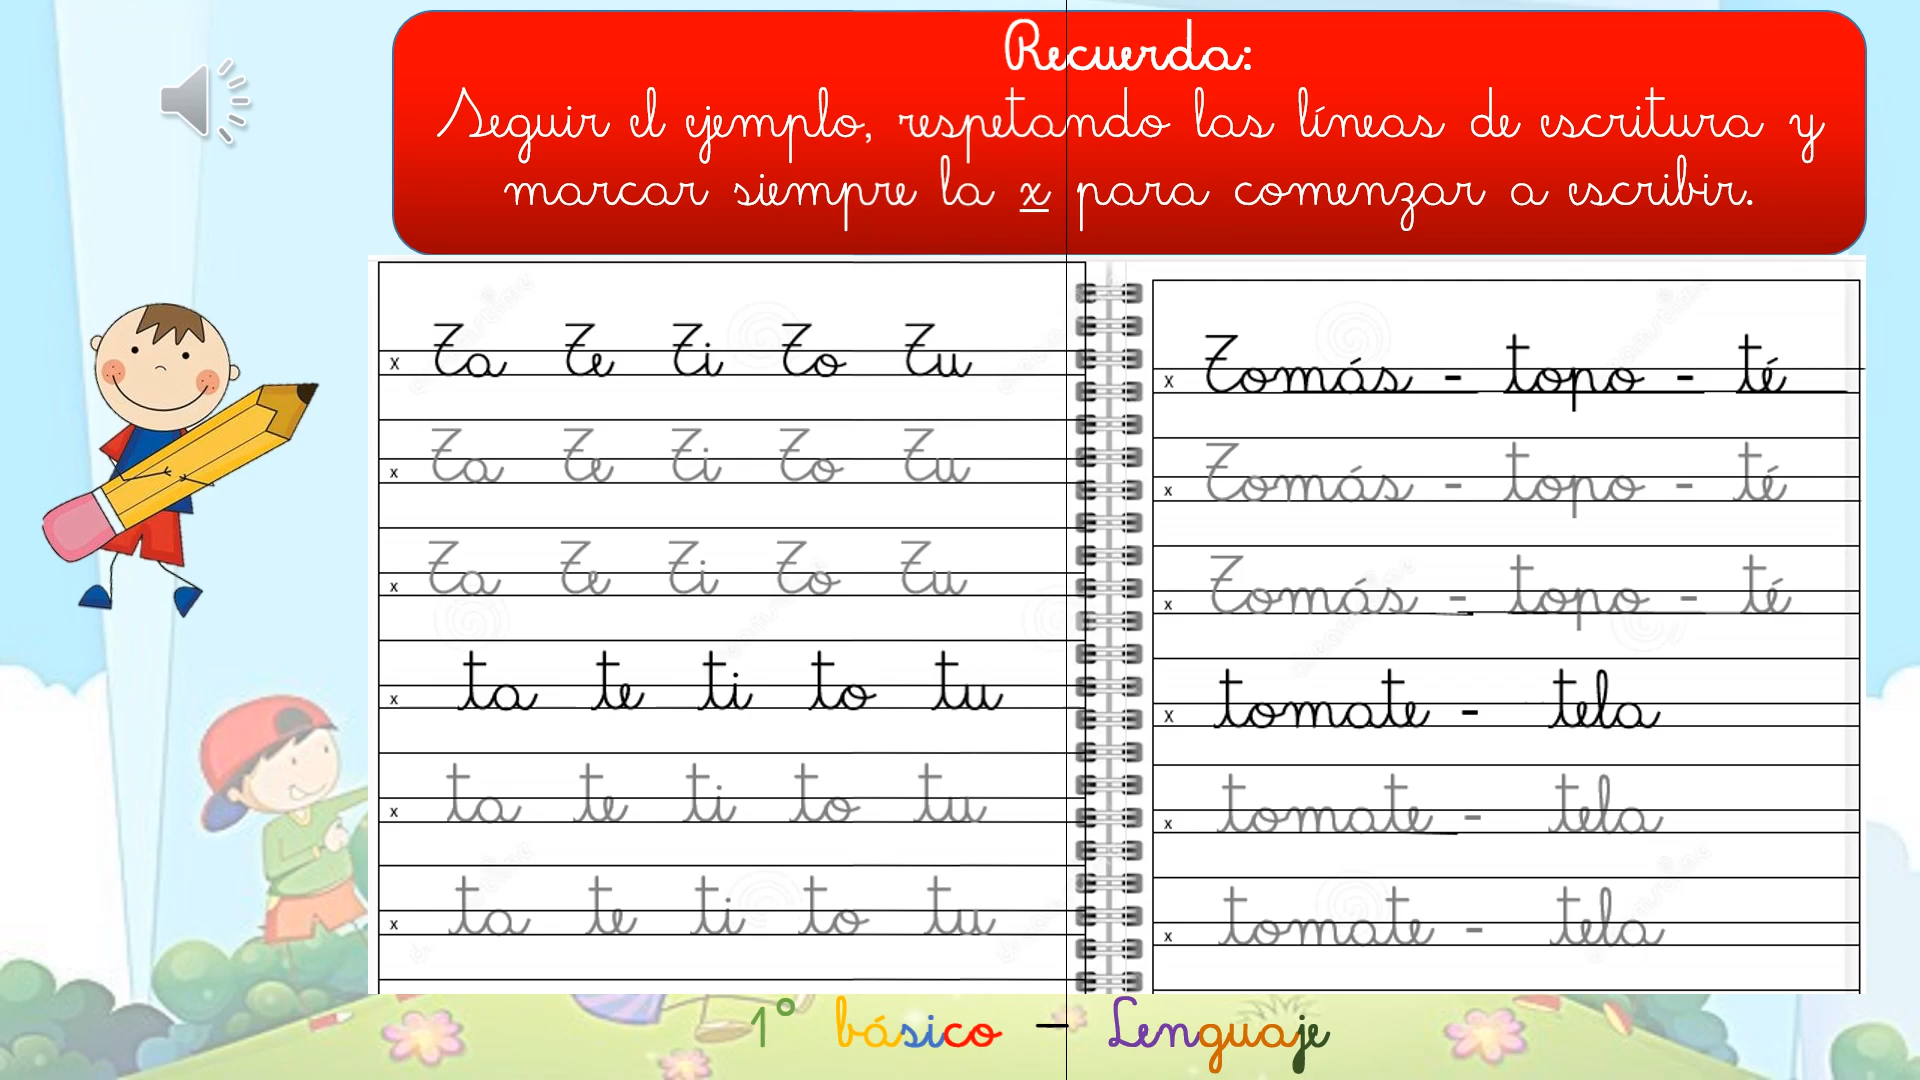 Recuerda:
Seguir el ejemplo, respetando las líneas de escritura y
marcar siempre la x para comenzar a escribir.
x Ta Te Ti To Tu
x Ta Te Ti To Tu
x Ta Te Ti To Tu
x ta te ti to tu
x ta te ti to tu
x ta te ti to tu
x Tomás - topo - té
x Tomás - topo - té
x Tomás - topo - té
x tomate - tela
x tomate - tela
x tomate - tela
1° básico – Lenguaje